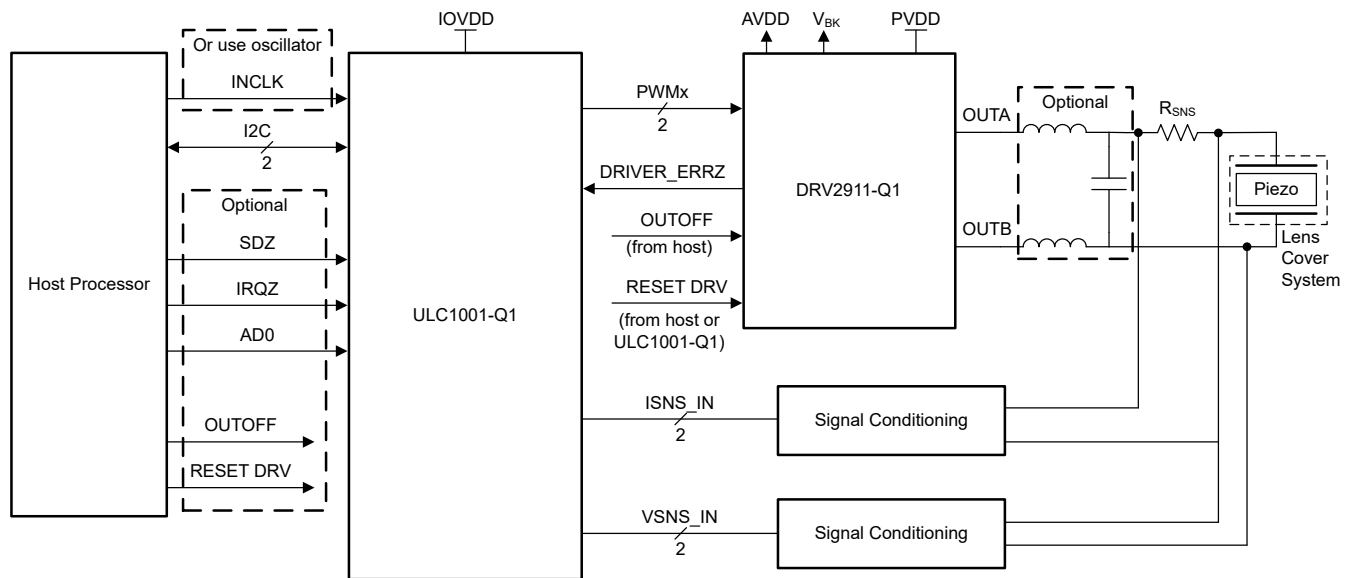 IOVDD
AVDD
VBK
PVDD
Or use oscillator
INCLK
I2C
2
Optional
SDZ
IRQZ
AD0
OUTOFF
RESET DRV
Host Processor
ULC1001-Q1
PWMx
2
DRIVER_ERRZ
OUTOFF
(from host)
RESET DRV
(from host or
ULC1001-Q1)
DRV2911-Q1
OUTA
OUTB
Optional
RSNS
Piezo
Lens
Cover
System
ISNS_IN
2
Signal Conditioning
VSNS_IN
2
Signal Conditioning